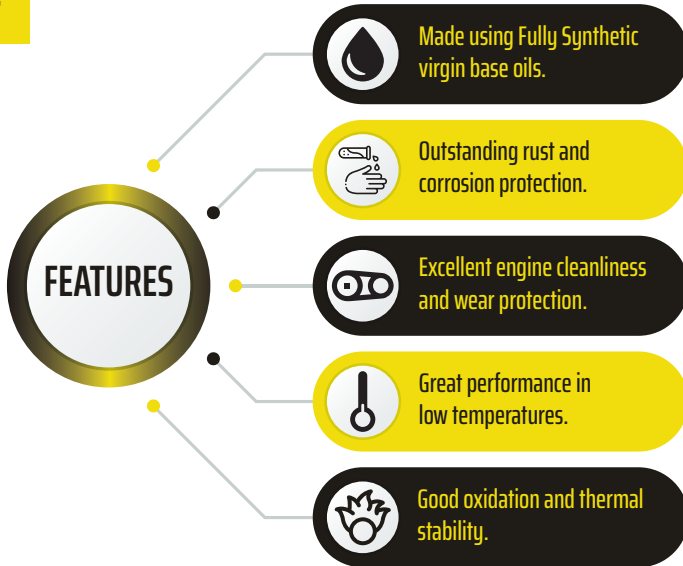 FEATURES
Made using Fully Synthetic
virgin base oils.
Outstanding rust and
corrosion protection.
Excellent engine cleanliness
and wear protection.
Great performance in
low temperatures.
Good oxidation and thermal
stability.